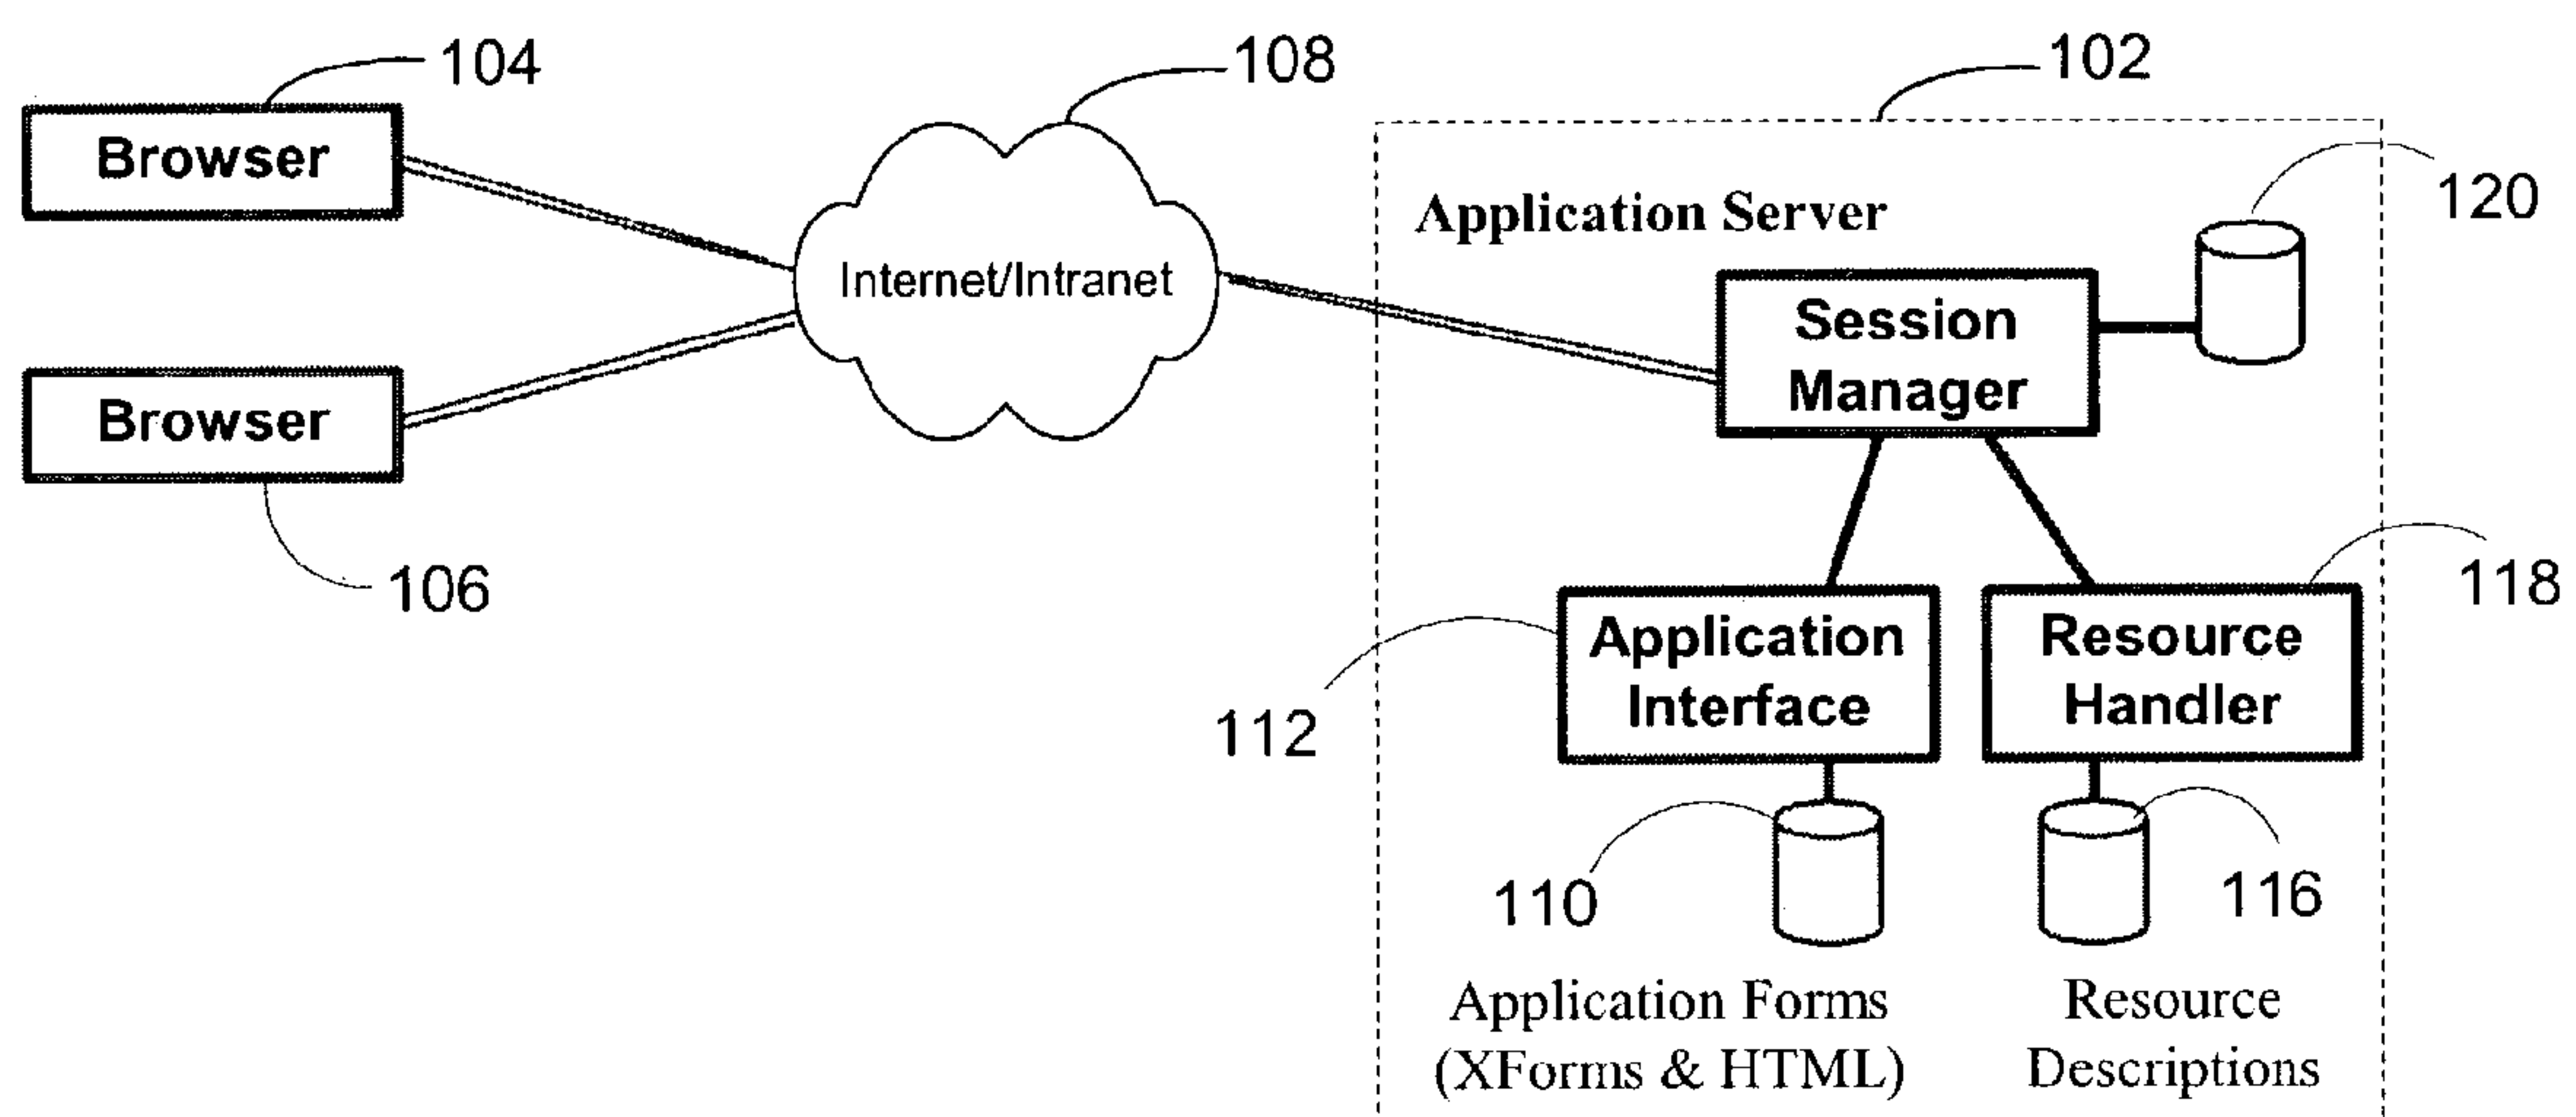 104
108
102
Browser
120
Application Server
Internet/Intranet
Session
Manager
Browser
106
118
Application
Interface
Resource
Handler
112
110
116
Application Forms
(XForms & HTML)
Resource
Descriptions